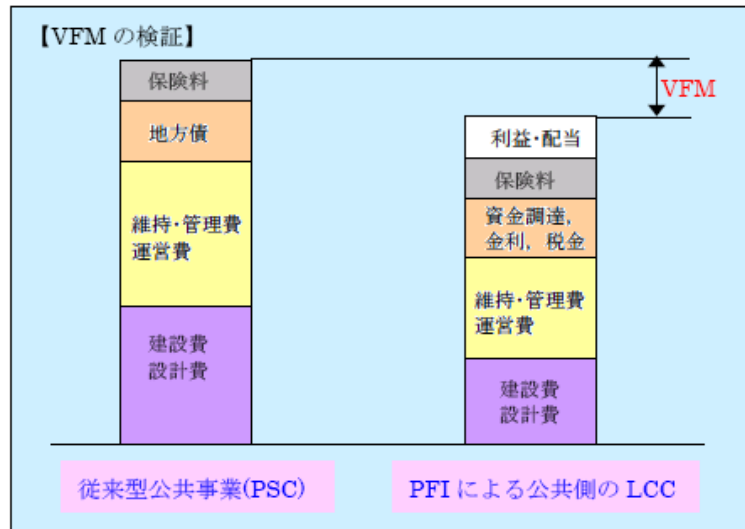 【VFM の検証】
保険料
地方債
維持・管理費
運営費
建設費
設計費
VFM
利益・配当
保険料
資金調達，
金利，税金
維持・管理費
運営費
建設費
設計費
従来型公共事業(PSC)
PFI による公共側の LCC